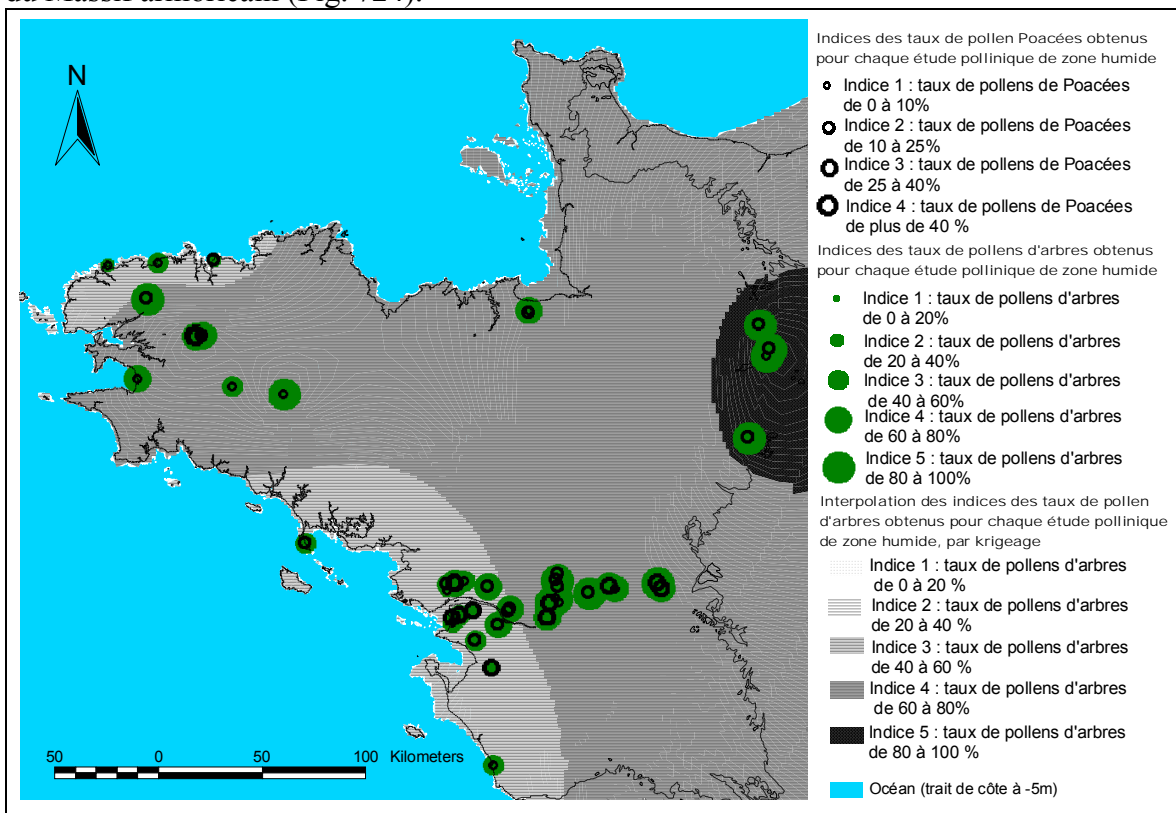 du Massif armoricain (Fig. 724).
N
50 0 50 100 Kilometers
Indices des taux de pollen Poacées obtenus
pour chaque étude pollinique de zone humide
Indice 1 : taux de pollens de Poacées
de 0 à 10%
Indice 2 : taux de pollens de Poacées
de 10 à 25%
Indice 3 : taux de pollens de Poacées
de 25 à 40%
Indice 4 : taux de pollens de Poacées
de plus de 40 %
Indices des taux de pollens d'arbres obtenus
pour chaque étude pollinique de zone humide
Indice 1 : taux de pollens d'arbres
de 0 à 20%
Indice 2 : taux de pollens d'arbres
de 20 à 40%
Indice 3 : taux de pollens d'arbres
de 40 à 60%
Indice 4 : taux de pollens d'arbres
de 60 à 80%
Indice 5 : taux de pollens d'arbres
de 80 à 100%
Interpolation des indices des taux de pollen
d'arbres obtenus pour chaque étude pollinique
de zone humide, par krigeage
Indice 1 : taux de pollens d'arbres
de 0 à 20 %
Indice 2 : taux de pollens d'arbres
de 20 à 40 %
Indice 3 : taux de pollens d'arbres
de 40 à 60 %
Indice 4 : taux de pollens d'arbres
de 60 à 80%
Indice 5 : taux de pollens d'arbres
de 80 à 100 %
Océan (trait de côte à -5m)